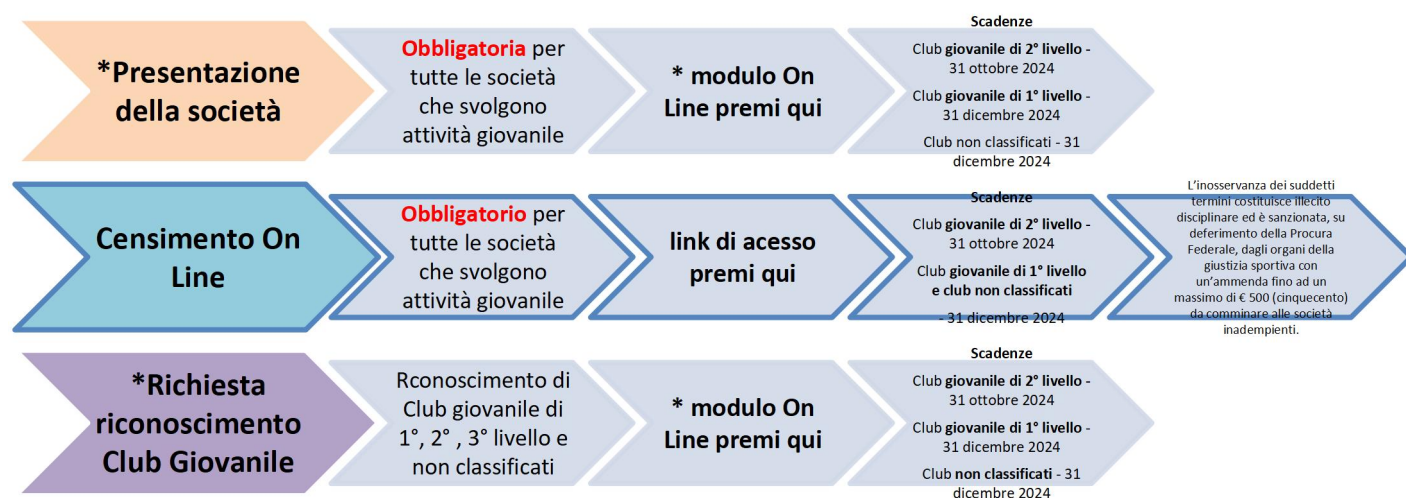 *Presentazione
della società
Obbligatoria per
tutte le società
che svolgono
attività giovanile
* modulo On
Line premi qui
Scadenze
Club giovanile di 2° livello -
31 ottobre 2024
Club giovanile di 1° livello -
31 dicembre 2024
Club non classificati - 31
dicembre 2024
Censimento On
Line
Obbligatorio per
tutte le società
che svolgono
attività giovanile
link di acesso
premi qui
Scadenze
Club giovanile di 2° livello -
31 ottobre 2024
Club giovanile di 1° livello
e club non classificati
- 31 dicembre 2024
L'inosservanza dei suddetti
termini costituisce illecito
disciplinare ed è sanzionata, su
deferimento della Procura
Federale, dagli organi della
giustizia sportiva con
un'ammenda fino ad un
massimo di € 500 (cinquecento)
da comminare alle società
inadempienti.
*Richiesta
riconoscimento
Club Giovanile
Rconoscimento di
Club giovanile di
1°, 2° , 3° livello e
non classificati
* modulo On
Line premi qui
Scadenze
Club giovanile di 2° livello -
31 ottobre 2024
Club giovanile di 1° livello
- 31 dicembre 2024
Club non classificati - 31
dicembre 2024